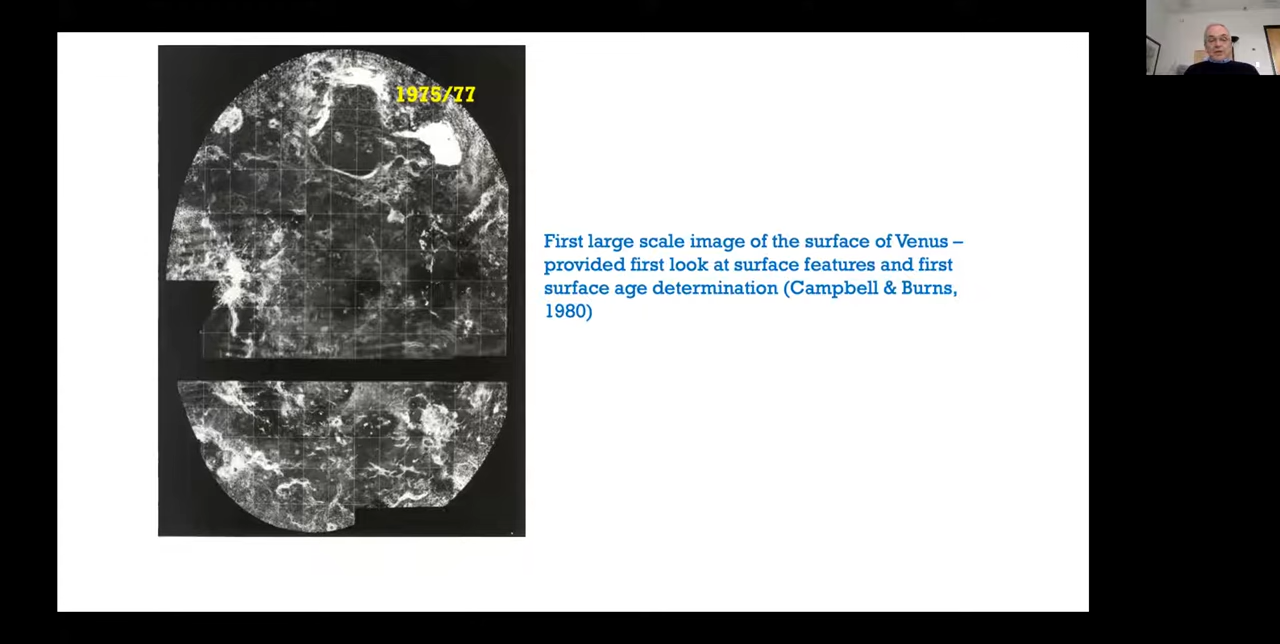 1975/77
First large scale image of the surface of Venus –
provided first look at surface features and first
surface age determination (Campbell & Burns,
1980)